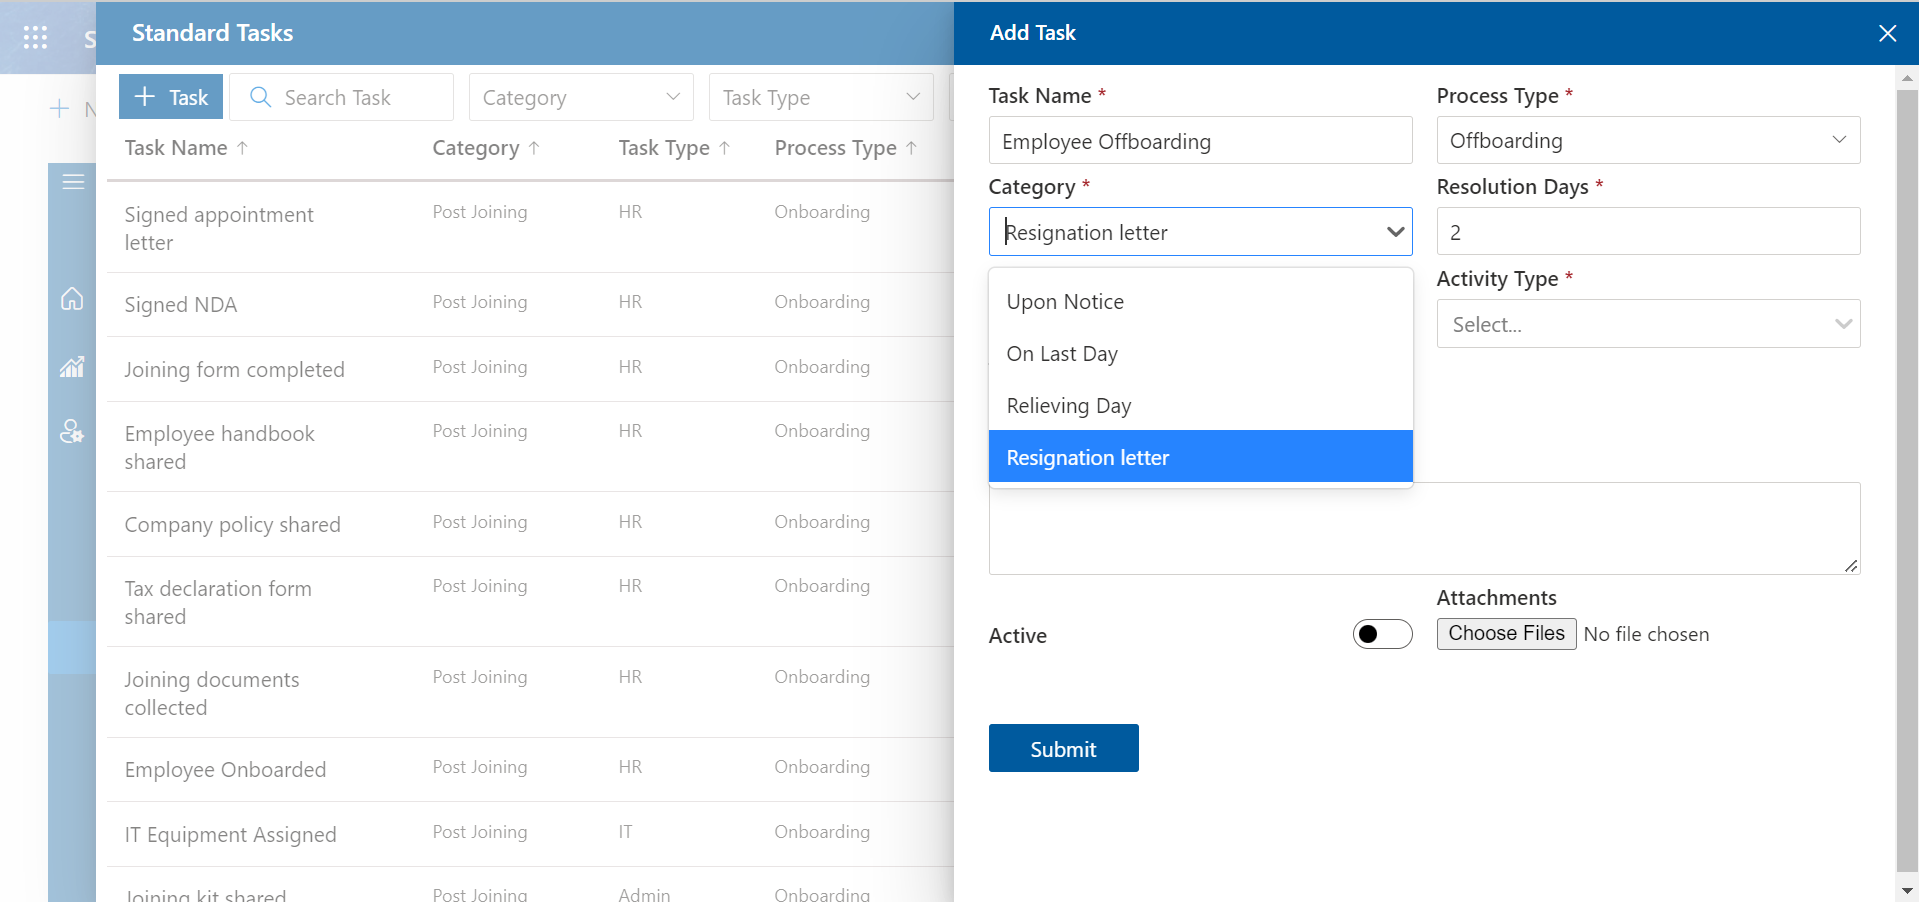 S
Standard Tasks
Add Task
N
Task
Search Task
Category
Task Type
Task Name ↑
Category ↑
Task Type ↑
Process Type ↑
Signed appointment
letter
Post Joining
HR
Onboarding
Signed NDA
Post Joining
HR
Onboarding
Joining form completed
Post Joining
HR
Onboarding
Employee handbook
shared
Post Joining
HR
Onboarding
Company policy shared
Post Joining
HR
Onboarding
Tax declaration form
shared
Post Joining
HR
Onboarding
Joining documents
collected
Post Joining
HR
Onboarding
Employee Onboarded
Post Joining
HR
Onboarding
IT Equipment Assigned
Post Joining
IT
Onboarding
Joining kit shared
Post Joining
Admin
Onboarding
Task Name *
Employee Offboarding
Process Type *
Offboarding
Category *
Resignation letter
Resolution Days *
2
Upon Notice
On Last Day
Relieving Day
Resignation letter
Activity Type *
Select...
Active
Attachments
Choose Files No file chosen
Submit